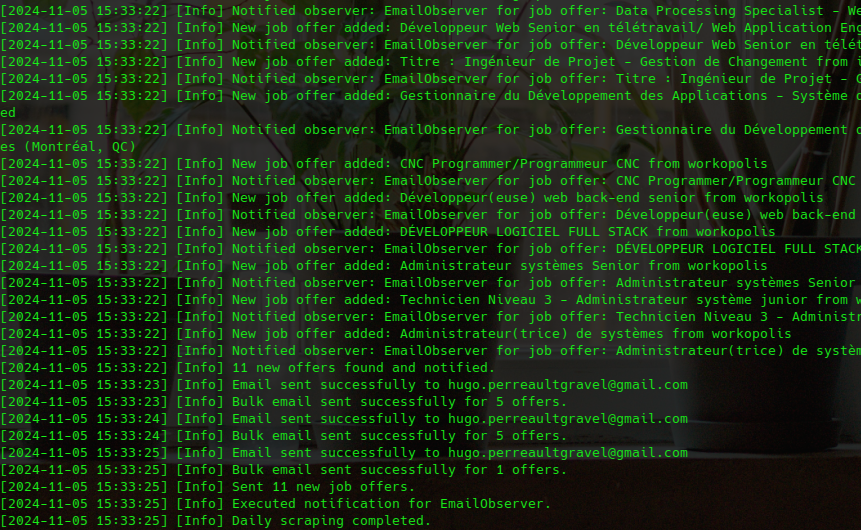 [2024-11-05 15:33:22] [Info] Notified observer: EmailObserver for job offer: Data Processing Specialist - We
[2024-11-05 15:33:22] [Info] New job offer added: Développeur Web Senior en télétravail/ Web Application Eng
[2024-11-05 15:33:22] [Info] Notified observer: EmailObserver for job offer: Développeur Web Senior en télét
[2024-11-05 15:33:22] [Info] New job offer added: Titre : Ingénieur de Projet - Gestion de Changement from i
[2024-11-05 15:33:22] [Info] Notified observer: EmailObserver for job offer: Titre : Ingénieur de Projet - G
[2024-11-05 15:33:22] [Info] New job offer added: Gestionnaire du Développement des Applications - Système d
ed
[2024-11-05 15:33:22] [Info] Notified observer: EmailObserver for job offer: Gestionnaire du Développement d
es (Montréal, QC)
[2024-11-05 15:33:22] [Info] New job offer added: CNC Programmer/Programmeur CNC from workopolis
[2024-11-05 15:33:22] [Info] Notified observer: EmailObserver for job offer: CNC Programmer/Programmeur CNC
[2024-11-05 15:33:22] [Info] New job offer added: Développeur(euse) web back-end senior from workopolis
[2024-11-05 15:33:22] [Info] Notified observer: EmailObserver for job offer: Développeur(euse) web back-end
[2024-11-05 15:33:22] [Info] New job offer added: DÉVELOPPEUR LOGICIEL FULL STACK from workopolis
[2024-11-05 15:33:22] [Info] Notified observer: EmailObserver for job offer: DÉVELOPPEUR LOGICIEL FULL STACK
[2024-11-05 15:33:22] [Info] New job offer added: Administrateur systèmes Senior from workopolis
[2024-11-05 15:33:22] [Info] Notified observer: EmailObserver for job offer: Administrateur systèmes Senior
[2024-11-05 15:33:22] [Info] New job offer added: Technicien Niveau 3 - Administrateur système junior from w
[2024-11-05 15:33:22] [Info] Notified observer: EmailObserver for job offer: Technicien Niveau 3 - Administr
[2024-11-05 15:33:22] [Info] New job offer added: Administrateur(trice) de systèmes from workopolis
[2024-11-05 15:33:22] [Info] Notified observer: EmailObserver for job offer: Administrateur(trice) de systèm
[2024-11-05 15:33:22] [Info] 11 new offers found and notified.
[2024-11-05 15:33:23] [Info] Email sent successfully to hugo.perreaultgravel@gmail.com
[2024-11-05 15:33:23] [Info] Bulk email sent successfully for 5 offers.
[2024-11-05 15:33:24] [Info] Email sent successfully to hugo.perreaultgravel@gmail.com
[2024-11-05 15:33:24] [Info] Bulk email sent successfully for 5 offers.
[2024-11-05 15:33:25] [Info] Email sent successfully to hugo.perreaultgravel@gmail.com
[2024-11-05 15:33:25] [Info] Bulk email sent successfully for 1 offers.
[2024-11-05 15:33:25] [Info] Sent 11 new job offers.
[2024-11-05 15:33:25] [Info] Executed notification for EmailObserver.
[2024-11-05 15:33:25] [Info] Daily scraping completed.